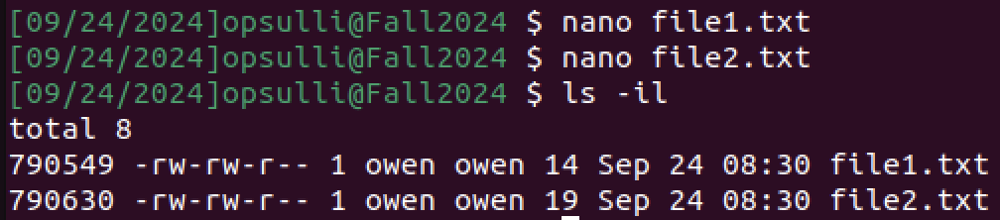 [09/24/2024]opsulli@Fall2024 $ nano file1.txt
[09/24/2024]opsulli@Fall2024 $ nano file2.txt
[09/24/2024]opsulli@Fall2024 $ ls -il
total 8
790549 -rw-rw-r-- 1 owen owen 14 Sep 24 08:30 file1.txt
790630 -rw-rw-r-- 1 owen owen 19 Sep 24 08:30 file2.txt